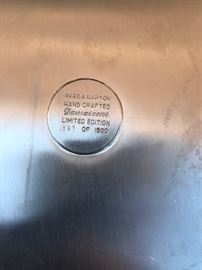 REED & BARTON
HAND CRAFTED
Damascene
LIMITED EDITION
OF 1500